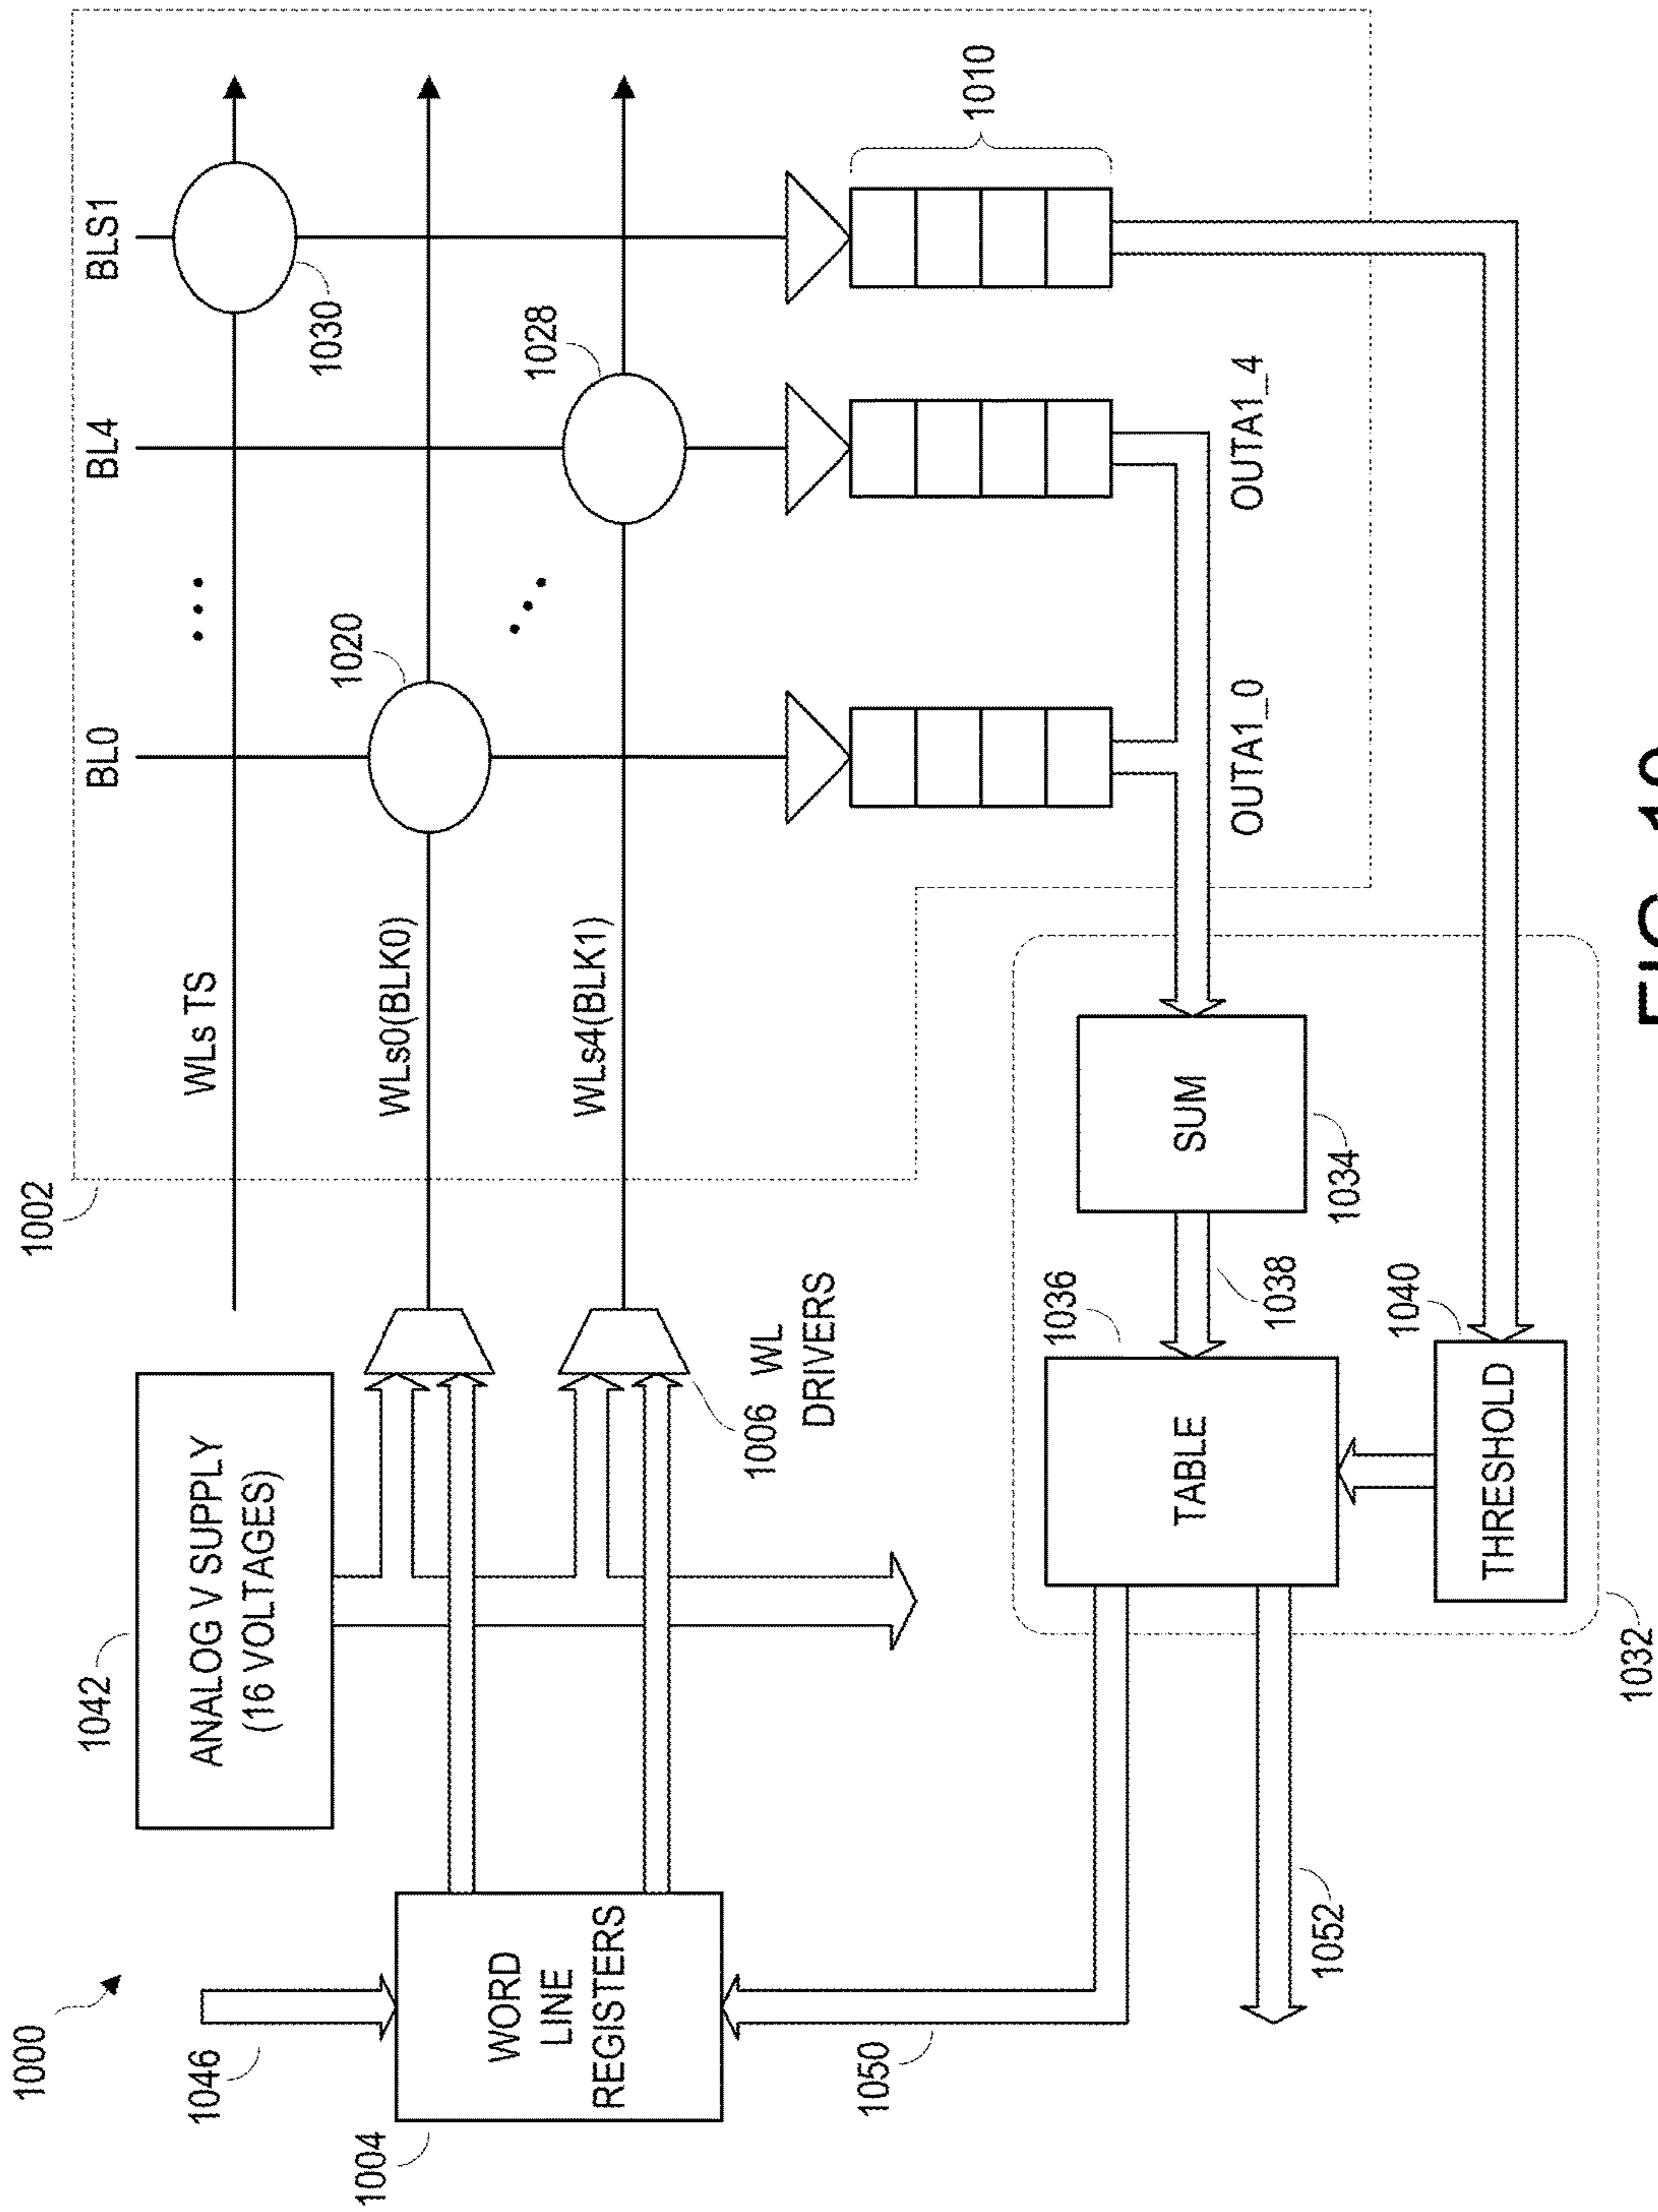 1000
1002
1042
BL0
BL4
BLS1
1046
ANALOG V SUPPLY
(16 VOLTAGES)
WLs TS
1030
1020
1004
WORD
LINE
REGISTERS
WLs0(BLK0)
1028
WLs4(BLK1)
1006 WL
DRIVERS
1010
1050
1036
TABLE
SUM
1038
OUTA1_0
OUTA1_4
1052
1034
1040
THRESHOLD
1032